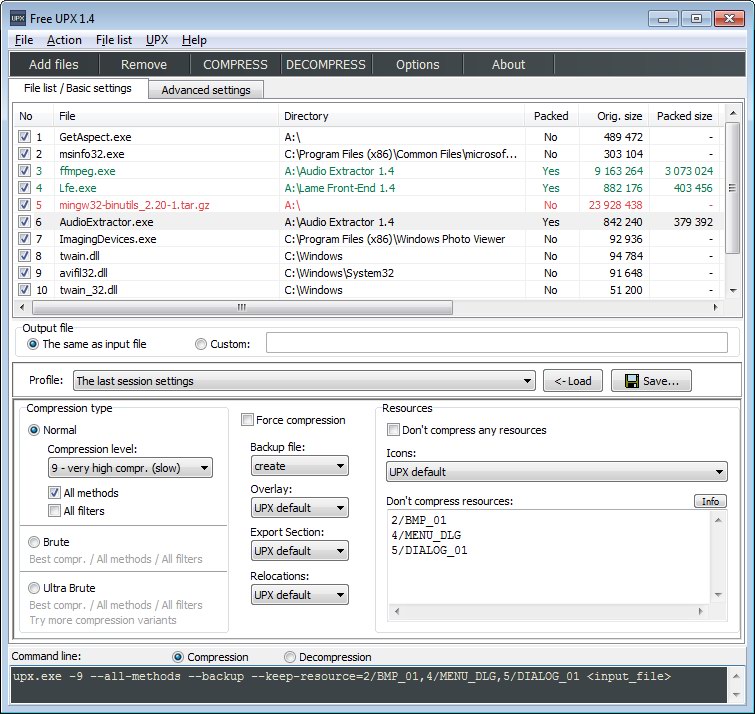 UPX Free UPX 1.4
File Action File list UPX Help
Add files Remove COMPRESS DECOMPRESS Options About
File list / Basic settings Advanced settings
No File Directory Packed Orig. size Packed size
1 GetAspect.exe A:\ No 489 472 -
2 msinfo32.exe C:\Program Files (x86)\Common Files\microsof... No 303 104 -
3 ffmpeg.exe A:\Audio Extractor 1.4 Yes 9 163 264 3 073 024
4 Lfe.exe A:\Lame Front-End 1.4 Yes 882 176 403 456
5 mingw32-binutils_2.20-1.tar.gz A:\ No 23 928 438 -
6 AudioExtractor.exe A:\Audio Extractor 1.4 Yes 842 240 379 392
7 ImagingDevices.exe C:\Program Files (x86)\Windows Photo Viewer No 92 936 -
8 twain.dll C:\Windows No 94 784 -
9 avifil32.dll C:\Windows\System32 No 91 648 -
10 twain_32.dll C:\Windows No 51 200 -
Output file
The same as input file Custom:
Profile: The last session settings <- Load Save...
Compression type
Normal
Compression level:
9 - very high compr. (slow)
All methods
All filters
Brute
Best compr. / All methods / All filters
Ultra Brute
Best compr. / All methods / All filters
Try more compression variants
Force compression
Backup file:
create
Overlay:
UPX default
Export Section:
UPX default
Relocations:
UPX default
Resources
Don't compress any resources
Icons:
UPX default
Don't compress resources: Info
2/BMP_01
4/MENU_DLG
5/DIALOG_01
Command line: Compression Decompression
upx.exe -9 --all-methods --backup --keep-resource=2/BMP_01,4/MENU_DLG,5/DIALOG_01 <input_file>